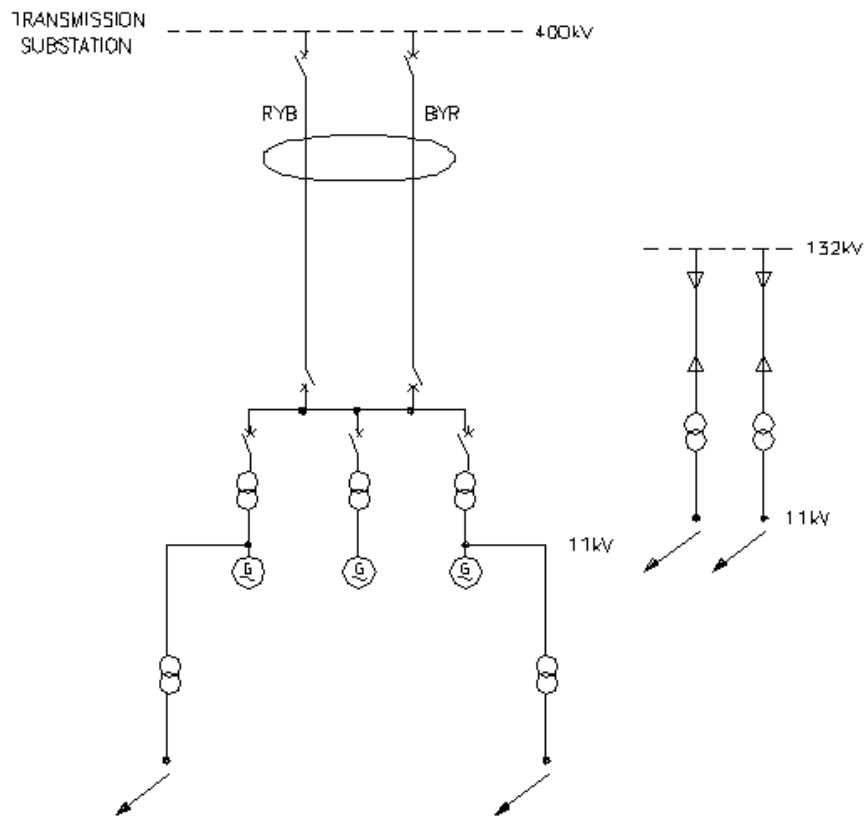 TRANSMISSION
SUBSTATION
400kV
RYB
BYR
132kV
11kV
11kV
G
G
G